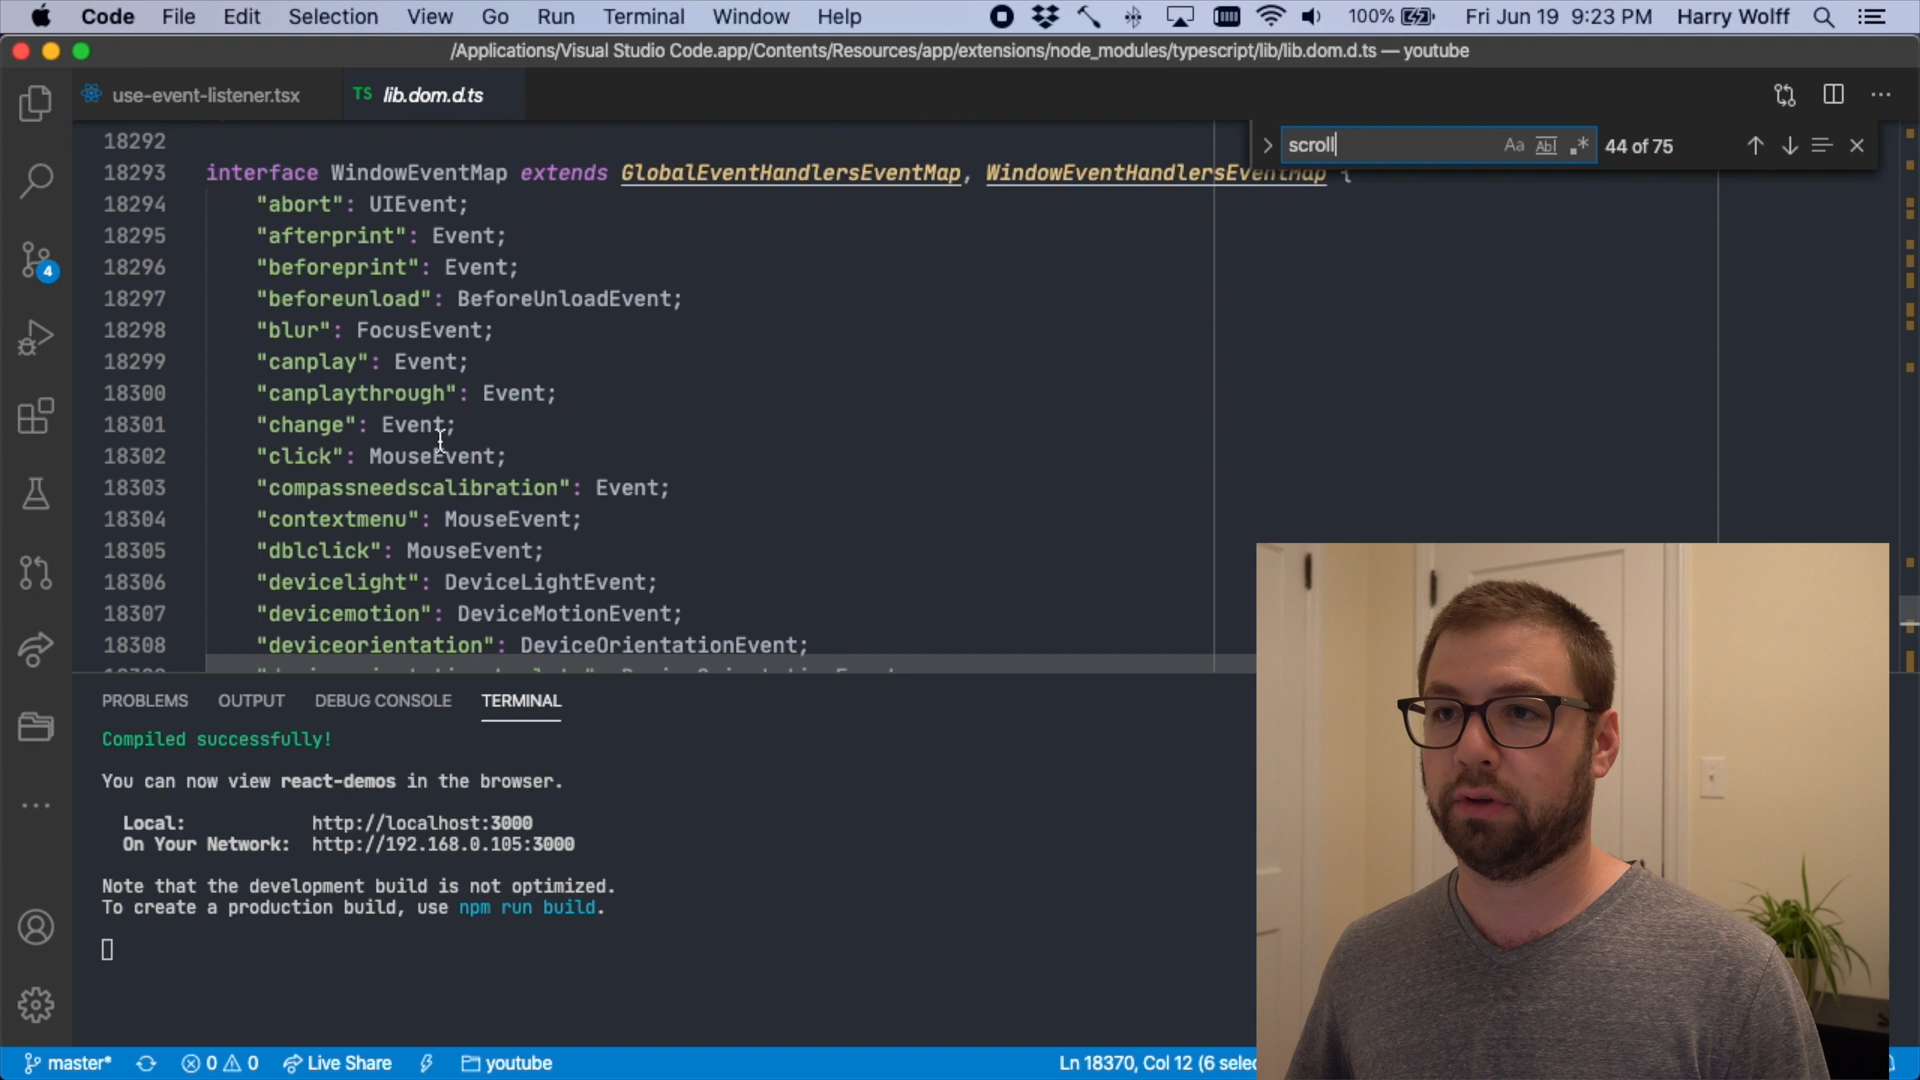 Code File Edit Selection View Go Run Terminal Window Help 100% Fri Jun 19 9:23 PM Harry Wolff
/Applications/Visual Studio Code.app/Contents/Resources/app/extensions/node_modules/typescript/lib/lib.dom.d.ts — youtube
use-event-listener.tsx TS lib.dom.d.ts
scroll Aa Abl .* 44 of 75
18292
18293 interface WindowEventMap extends GlobalEventHandlersEventMap, WindowEventHandlersEventMap {
18294 "abort": UIEvent;
18295 "afterprint": Event;
18296 "beforeprint": Event;
18297 "beforeunload": BeforeUnloadEvent;
18298 "blur": FocusEvent;
18299 "canplay": Event;
18300 "canplaythrough": Event;
18301 "change": Event;
18302 "click": MouseEvent;
18303 "compassneedscalibration": Event;
18304 "contextmenu": MouseEvent;
18305 "dblclick": MouseEvent;
18306 "devicelight": DeviceLightEvent;
18307 "devicemotion": DeviceMotionEvent;
18308 "deviceorientation": DeviceOrientationEvent;
4
PROBLEMS OUTPUT DEBUG CONSOLE TERMINAL
Compiled successfully!
You can now view react-demos in the browser.
Local: http://localhost:3000
On Your Network: http://192.168.0.105:3000
Note that the development build is not optimized.
To create a production build, use npm run build.
master* 0 0 Live Share youtube Ln 18370, Col 12 (6 selec